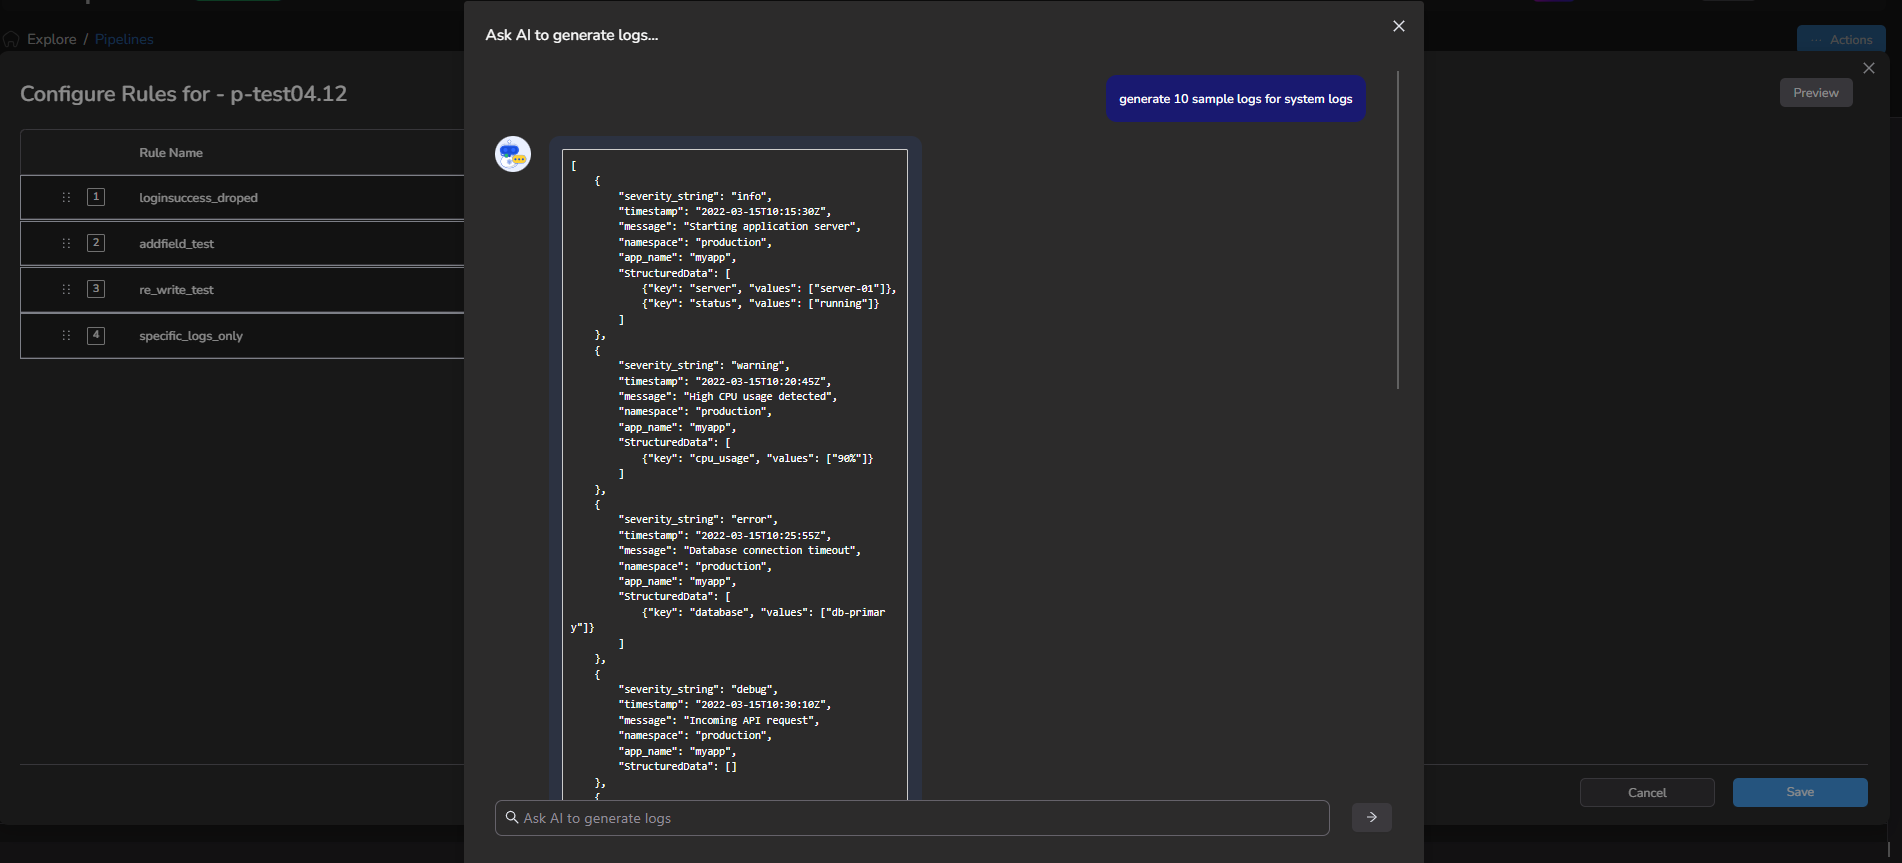 Explore / Pipelines
Actions
Configure Rules for - p-test04.12
Preview
Rule Name
1 loginsuccess_droped
2 addfield_test
3 re_write_test
4 specific_logs_only
Cancel
Save
Ask AI to generate logs...
generate 10 sample logs for system logs
[
{
"severity_string": "info",
"timestamp": "2022-03-15T10:15:30Z",
"message": "Starting application server",
"namespace": "production",
"app_name": "myapp",
"StructuredData": [
{"key": "server", "values": ["server-01"]},
{"key": "status", "values": ["running"]}
]
},
{
"severity_string": "warning",
"timestamp": "2022-03-15T10:20:45Z",
"message": "High CPU usage detected",
"namespace": "production",
"app_name": "myapp",
"StructuredData": [
{"key": "cpu_usage", "values": ["90%"]}
]
},
{
"severity_string": "error",
"timestamp": "2022-03-15T10:25:55Z",
"message": "Database connection timeout",
"namespace": "production",
"app_name": "myapp",
"StructuredData": [
{"key": "database", "values": ["db-primar
y"]}
]
},
{
"severity_string": "debug",
"timestamp": "2022-03-15T10:30:10Z",
"message": "Incoming API request",
"namespace": "production",
"app_name": "myapp",
"StructuredData": []
},
{
Ask AI to generate logs